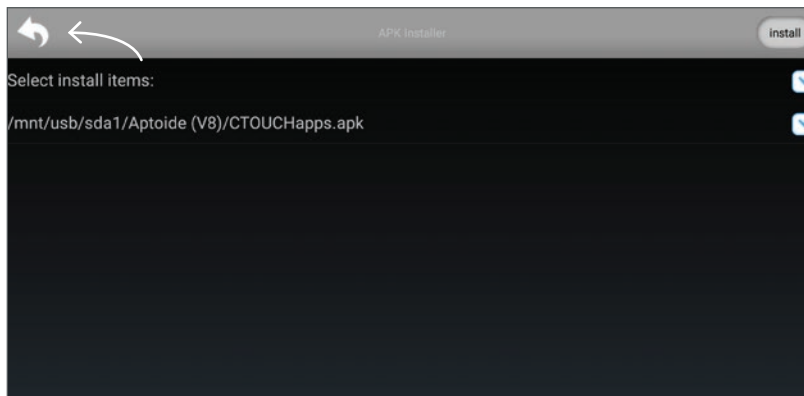 APK Installer
install
Select install items:
/mnt/usb/sda1/Aptoide (V8)/CTOUCHapps.apk